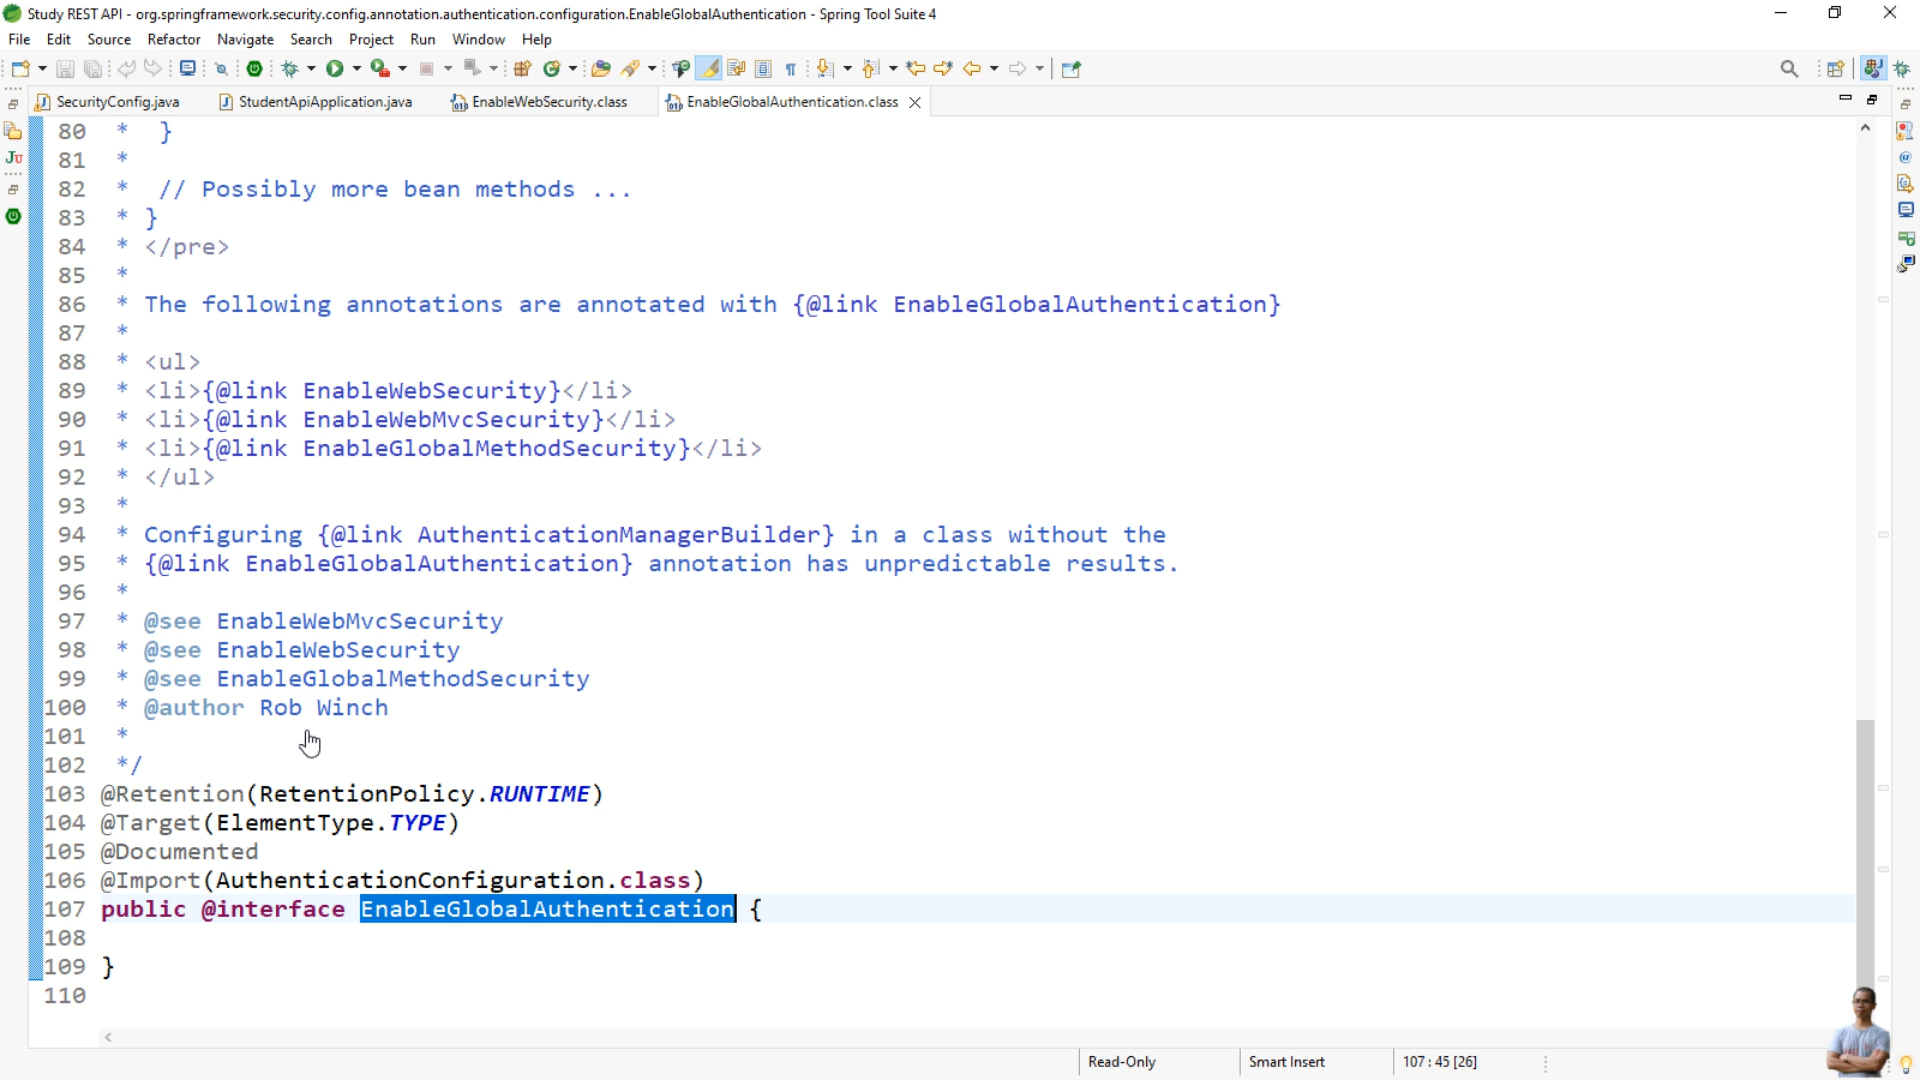 Study REST API - org.springframework.security.config.annotation.authentication.configuration.EnableGlobalAuthentication - Spring Tool Suite 4
File Edit Source Refactor Navigate Search Project Run Window Help
SecurityConfig.java StudentApiApplication.java EnableWebSecurity.class EnableGlobalAuthentication.class
80 * }
81 *
82 * // Possibly more bean methods ...
83 * }
84 * </pre>
85 *
86 * The following annotations are annotated with {@link EnableGlobalAuthentication}
87 *
88 * <ul>
89 * <li>{@link EnableWebSecurity}</li>
90 * <li>{@link EnableWebMvcSecurity}</li>
91 * <li>{@link EnableGlobalMethodSecurity}</li>
92 * </ul>
93 *
94 * Configuring {@link AuthenticationManagerBuilder} in a class without the
95 * {@link EnableGlobalAuthentication} annotation has unpredictable results.
96 *
97 * @see EnableWebMvcSecurity
98 * @see EnableWebSecurity
99 * @see EnableGlobalMethodSecurity
100 * @author Rob Winch
101 *
102 */
103 @Retention(RetentionPolicy.RUNTIME)
104 @Target(ElementType.TYPE)
105 @Documented
106 @Import(AuthenticationConfiguration.class)
107 public @interface EnableGlobalAuthentication {
108
109 }
110
Read-Only Smart Insert 107 : 45 [26]